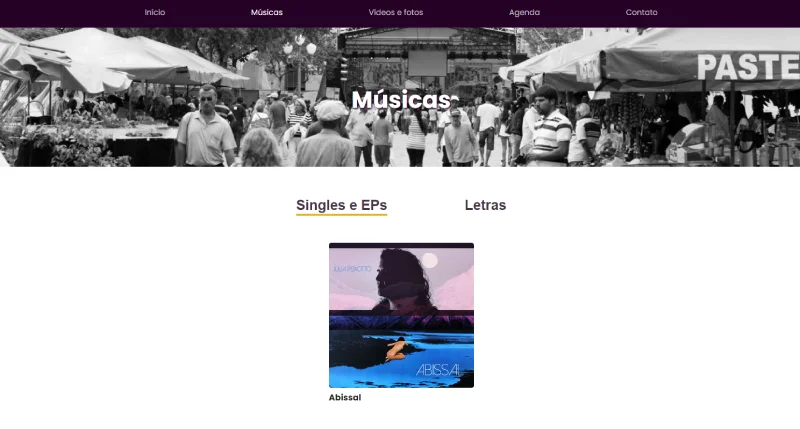 Início Músicas Vídeos e fotos Agenda Contato
PASTE
Músicas
Singles e EPs Letras
ABISSAL
Abissal